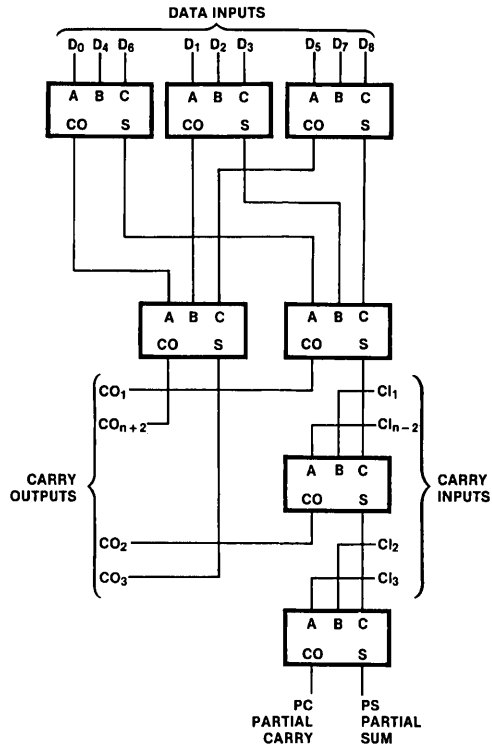 DATA INPUTS
D0 D4 D6 D1 D2 D3 D5 D7 D8
A B C A B C A B C
CO S CO S CO S
A B C A B C
CO S CO S
CO1 CI1
COn+2 CIn−2
A B C
CARRY OUTPUTS
CARRY INPUTS
CO S
CO2 CI2
CO3 CI3
A B C
CO S
PC PS
PARTIAL PARTIAL
CARRY SUM